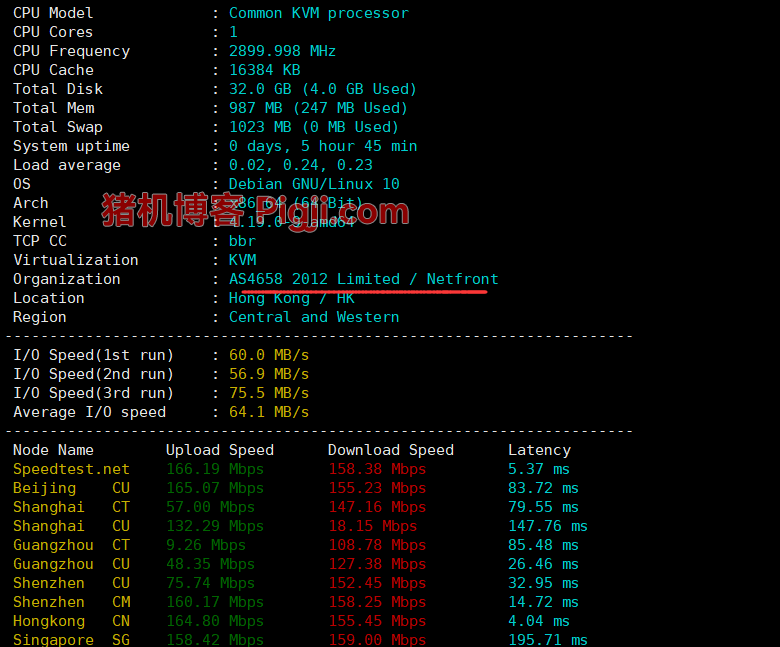 CPU Model : Common KVM processor
CPU Cores : 1
CPU Frequency : 2899.998 MHz
CPU Cache : 16384 KB
Total Disk : 32.0 GB (4.0 GB Used)
Total Mem : 987 MB (247 MB Used)
Total Swap : 1023 MB (0 MB Used)
System uptime : 0 days, 5 hour 45 min
Load average : 0.02, 0.24, 0.23
OS : Debian GNU/Linux 10
Arch : x86_64 (64 Bit)
猪机博客 Pigji.com
Kernel : 4.19.0-9-amd64
TCP CC : bbr
Virtualization : KVM
Organization : AS4658 2012 Limited / Netfront
Location : Hong Kong / HK
Region : Central and Western
----------------------------------------------------------------------
I/O Speed(1st run) : 60.0 MB/s
I/O Speed(2nd run) : 56.9 MB/s
I/O Speed(3rd run) : 75.5 MB/s
Average I/O speed : 64.1 MB/s
----------------------------------------------------------------------
Node Name Upload Speed Download Speed Latency
Speedtest.net 166.19 Mbps 158.38 Mbps 5.37 ms
Beijing CU 165.07 Mbps 155.23 Mbps 83.72 ms
Shanghai CT 57.00 Mbps 147.16 Mbps 79.55 ms
Shanghai CU 132.29 Mbps 18.15 Mbps 147.76 ms
Guangzhou CT 9.26 Mbps 108.78 Mbps 85.48 ms
Guangzhou CU 48.35 Mbps 127.38 Mbps 26.46 ms
Shenzhen CU 75.74 Mbps 152.45 Mbps 32.95 ms
Shenzhen CM 160.17 Mbps 158.25 Mbps 14.72 ms
Hongkong CN 164.80 Mbps 155.45 Mbps 4.04 ms
Singapore SG 158.42 Mbps 159.00 Mbps 195.71 ms